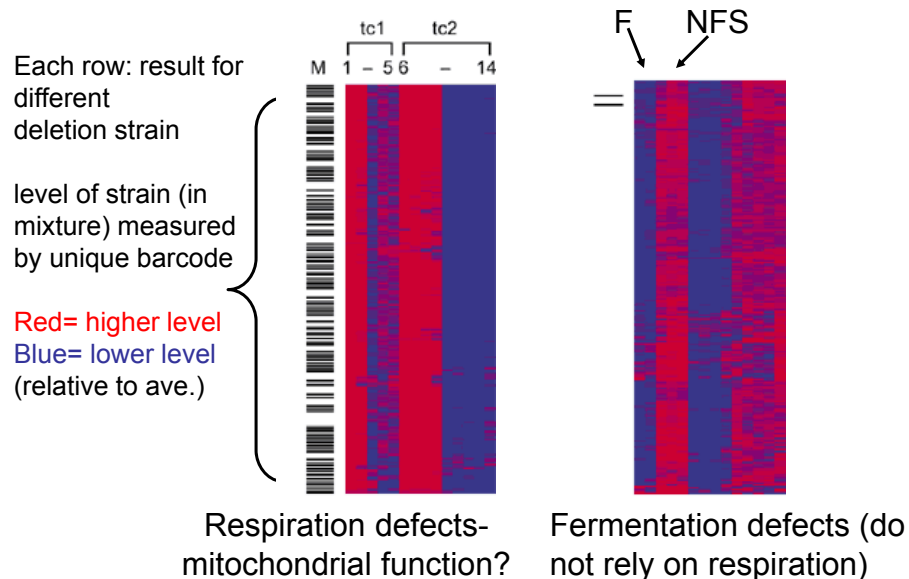 Each row: result for
different
deletion strain
level of strain (in
mixture) measured
by unique barcode
Red= higher level
Blue= lower level
(relative to ave.)
tc1 tc2
M 1 – 5 6 – 14
F NFS
Respiration defects-
mitochondrial function?
Fermentation defects (do
not rely on respiration)